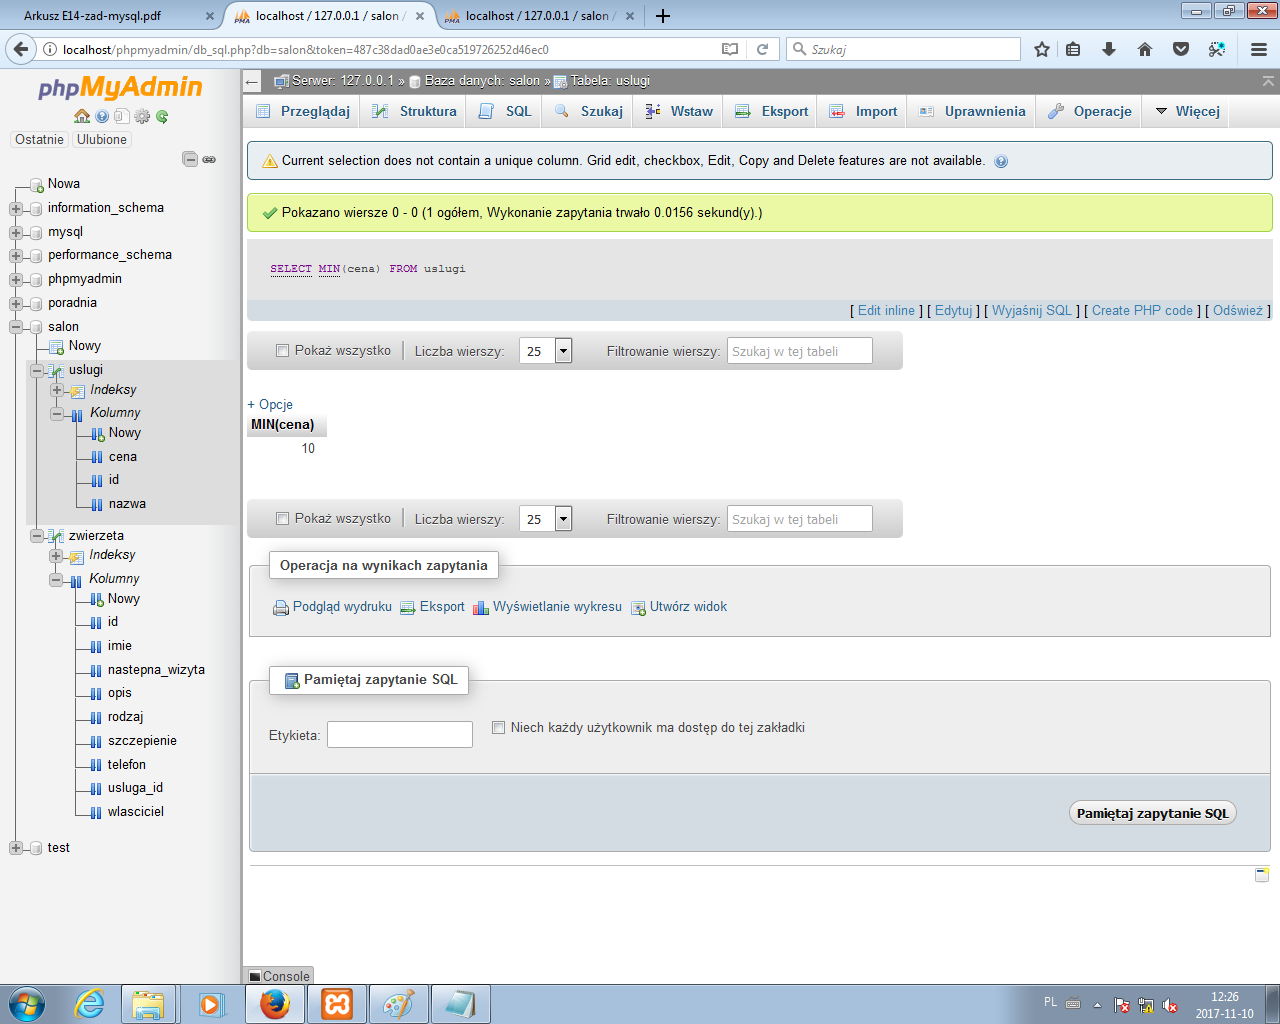 Arkusz E14-zad-mysql.pdf
localhost / 127.0.0.1 / salon /
localhost / 127.0.0.1 / salon /
localhost/phpmyadmin/db_sql.php?db=salon&token=487c38dad0ae3e0ca519726252d46ec0
Szukaj
phpMyAdmin
Ostatnie
Ulubione
Nowa
information_schema
mysql
performance_schema
phpmyadmin
poradnia
salon
Nowy
uslugi
Indeksy
Kolumny
Nowy
cena
id
nazwa
zwierzeta
Indeksy
Kolumny
Nowy
id
imie
nastepna_wizyta
opis
rodzaj
szczepienie
telefon
usluga_id
wlasciciel
test
Serwer: 127.0.0.1 » Baza danych: salon » Tabela: uslugi
Przeglądaj Struktura SQL Szukaj Wstaw Eksport Import Uprawnienia Operacje Więcej
Current selection does not contain a unique column. Grid edit, checkbox, Edit, Copy and Delete features are not available.
Pokazano wiersze 0 - 0 (1 ogółem, Wykonanie zapytania trwało 0.0156 sekund(y).)
SELECT MIN(cena) FROM uslugi
[ Edit inline ] [ Edytuj ] [ Wyjaśnij SQL ] [ Create PHP code ] [ Odśwież ]
Pokaż wszystko Liczba wierszy: 25 Filtrowanie wierszy: Szukaj w tej tabeli
+ Opcje
MIN(cena)
10
Pokaż wszystko Liczba wierszy: 25 Filtrowanie wierszy: Szukaj w tej tabeli
Operacja na wynikach zapytania
Podgląd wydruku Eksport Wyświetlanie wykresu Utwórz widok
Pamiętaj zapytanie SQL
Etykieta: Niech każdy użytkownik ma dostęp do tej zakładki
Pamiętaj zapytanie SQL
Console
PL
12:26
2017-11-10